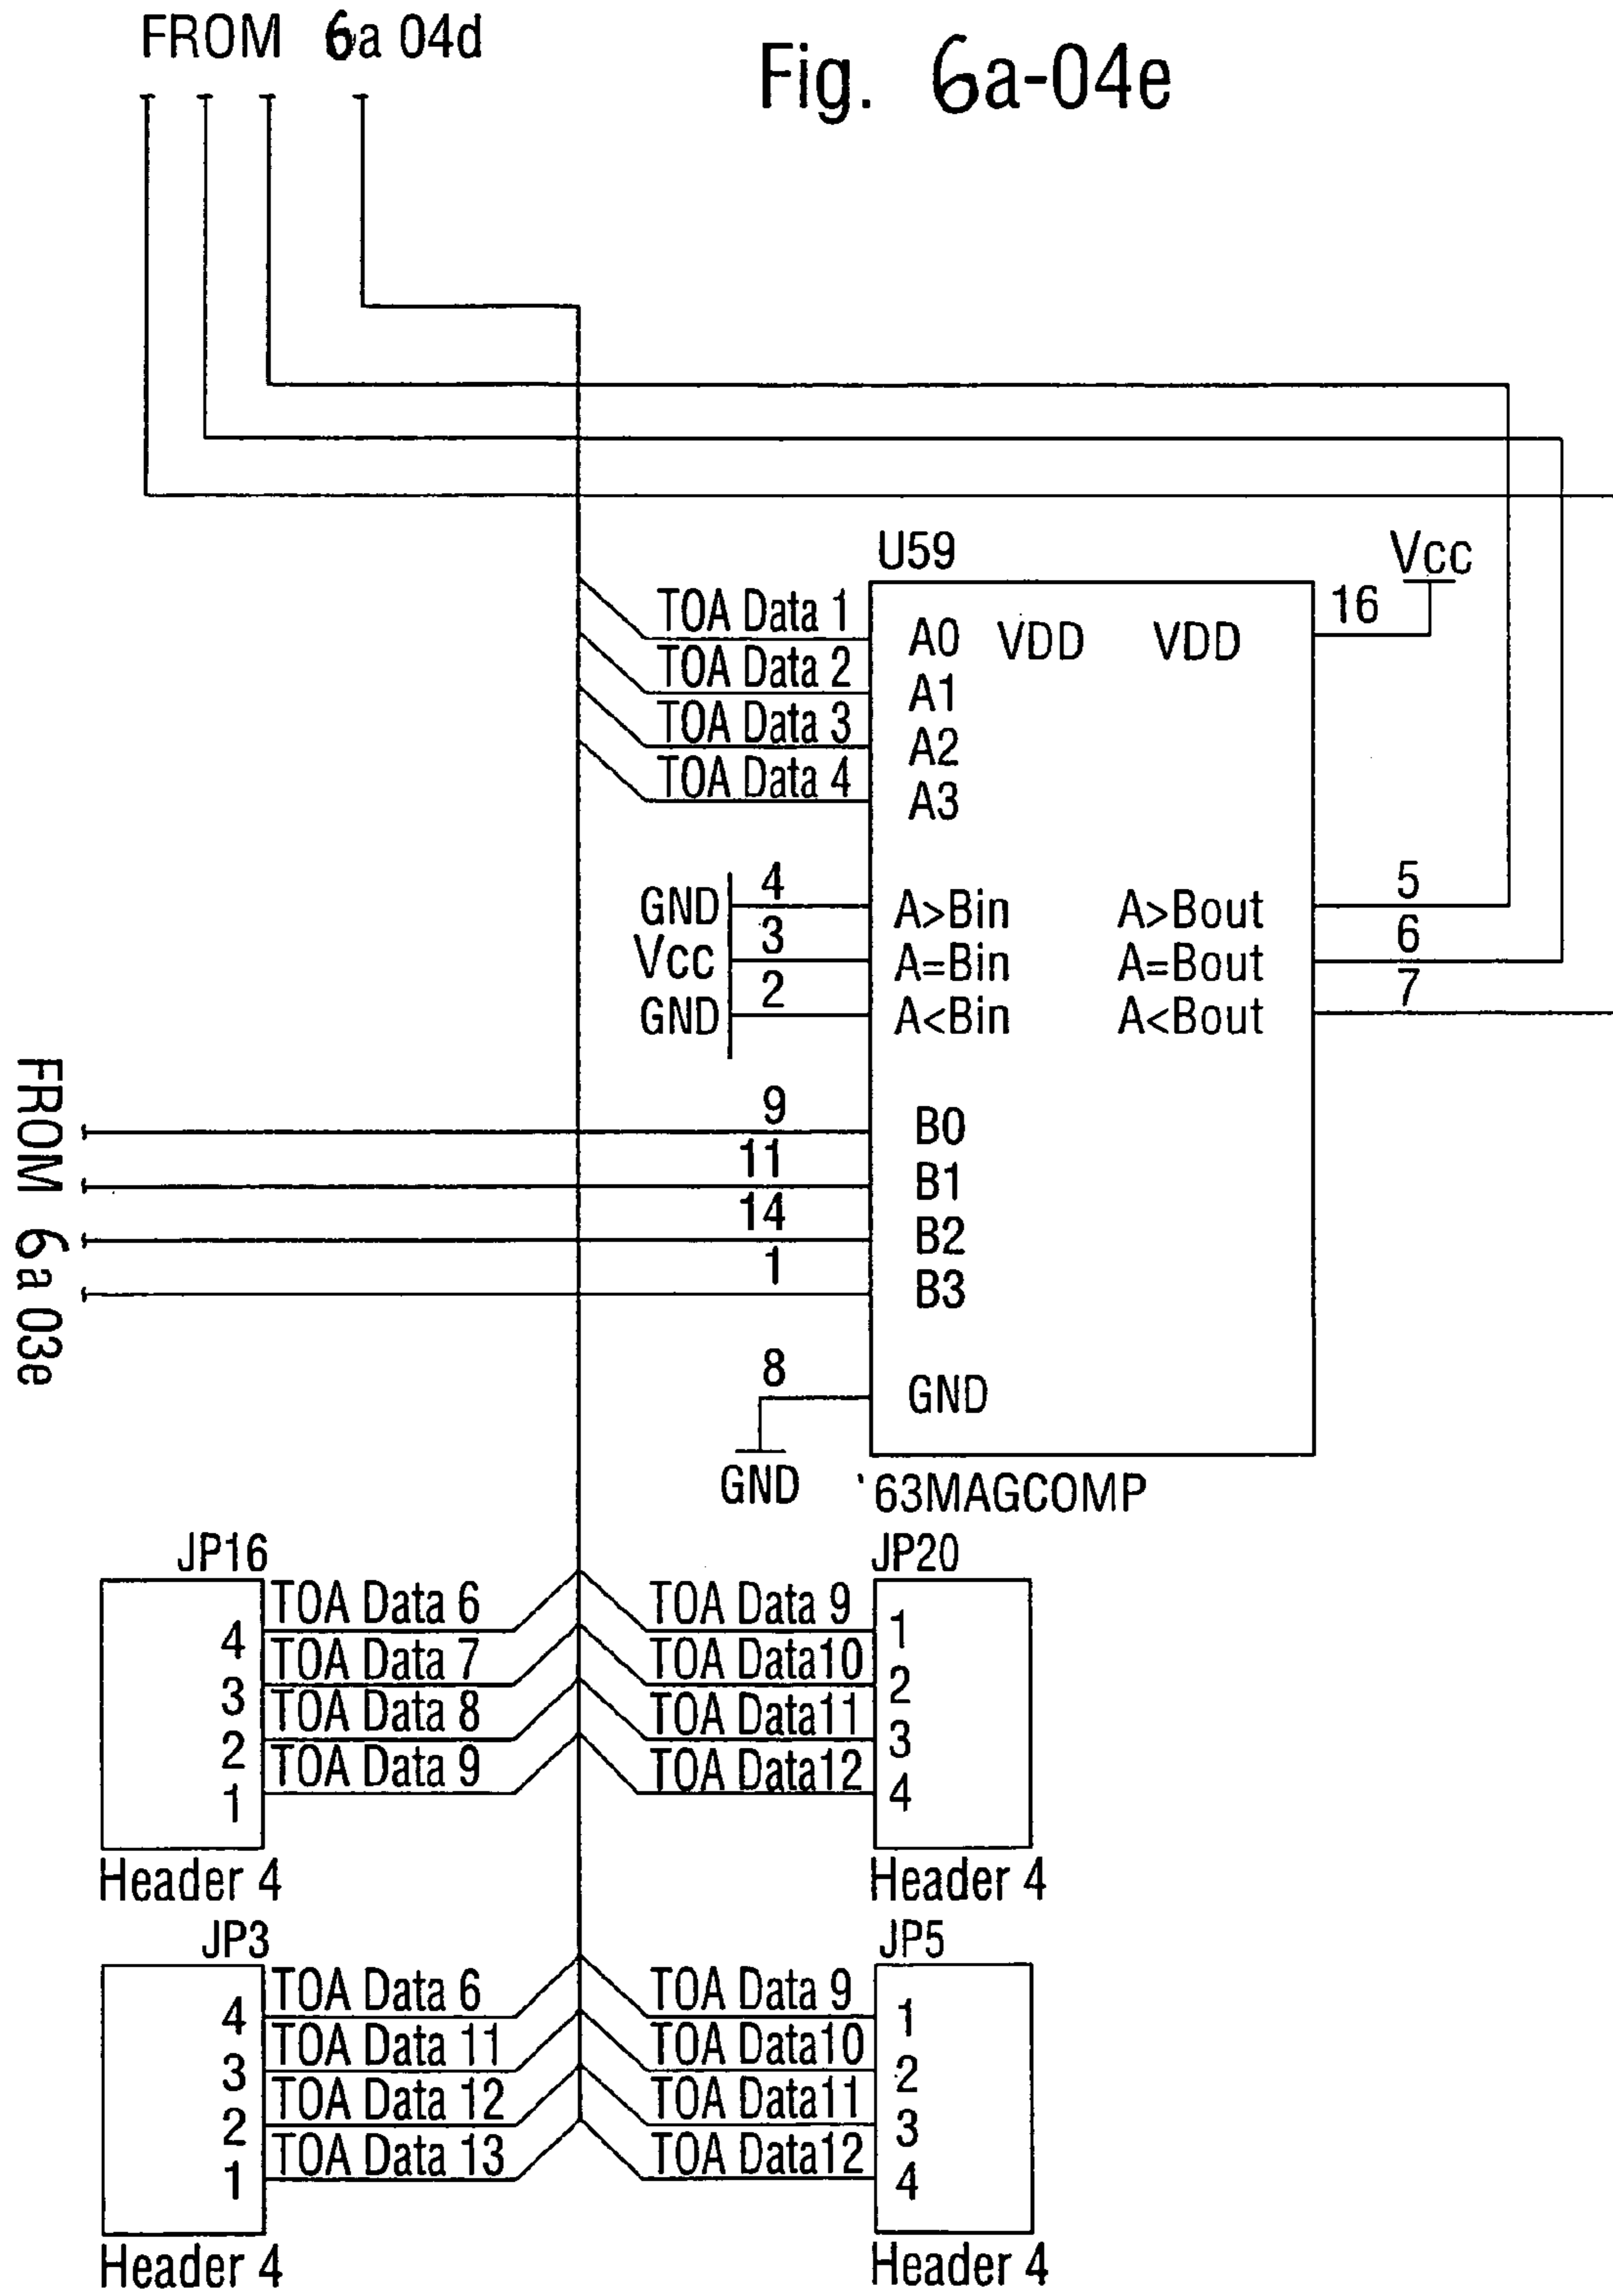 FROM 6a 04d
Fig. 6a-04e
U59
Vcc
16
TOA Data 1
TOA Data 2
TOA Data 3
TOA Data 4
A0 VDD VDD
A1
A2
A3
GND 4 A>Bin A>Bout 5
Vcc 3 A=Bin A=Bout 6
GND 2 A<Bin A<Bout 7
FROM 6a 03e
9 B0
11 B1
14 B2
1 B3
8 GND
GND
'63MAGCOMP
JP16
4 TOA Data 6
3 TOA Data 7
2 TOA Data 8
1 TOA Data 9
Header 4
JP20
TOA Data 9 1
TOA Data10 2
TOA Data11 3
TOA Data12 4
Header 4
JP3
4 TOA Data 6
3 TOA Data 11
2 TOA Data 12
1 TOA Data 13
Header 4
JP5
TOA Data 9 1
TOA Data10 2
TOA Data11 3
TOA Data12 4
Header 4